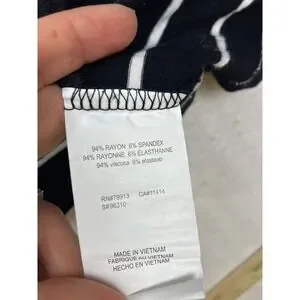 94% RAYON 6% SPANDEX
94% RAYONNE 6% ÉLASTHANNE
94% viscosa 6% elastano
RN#79913 CA#11414
S#96310
MADE IN VIETNAM
FABRIQUÉ AU VIETNAM
HECHO EN VIETNAM